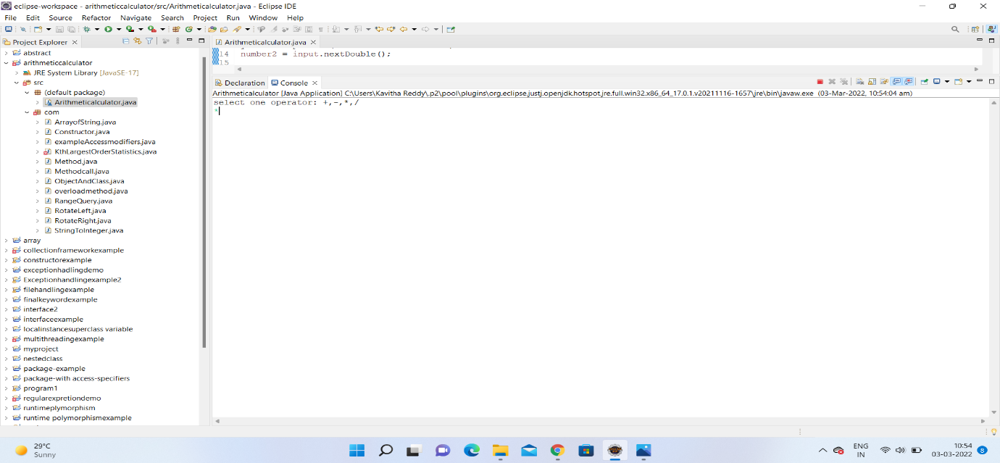 eclipse-workspace - arithmeticcalculator/src/Arithmeticalculator.java - Eclipse IDE
File Edit Source Refactor Navigate Search Project Run Window Help
Project Explorer
abstract
arithmeticcalculator
JRE System Library [JavaSE-17]
src
(default package)
Arithmeticalculator.java
com
ArrayofString.java
Constructor.java
exampleAccessmodifiers.java
KthLargestOrderStatistics.java
Method.java
Methodcall.java
ObjectAndClass.java
overloadmethod.java
RangeQuery.java
RotateLeft.java
RotateRight.java
StringToInteger.java
array
collectionframeworkexample
constructorexample
exceptionhadlingdemo
Exceptionhandlingexample2
filehandlingexample
finalkeywordexample
interface2
interfaceexample
localinstancesuperclass variable
multithreadingexample
myproject
nestedclass
package-example
package-with access-specifiers
program1
regularexpretiondemo
runtimeplymorphism
runtime polymorphismexample
Arithmeticalculator.java
14 number2 = input.nextDouble();
15
Declaration Console
Arithmeticalculator [Java Application] C:\Users\Kavitha Reddy\.p2\pool\plugins\org.eclipse.justj.openjdk.hotspot.jre.full.win32.x86_64_17.0.1.v20211116-1657\jre\bin\javaw.exe (03-Mar-2022, 10:54:04 am)
select one operator: +,-,*,/
*
29°C
Sunny
ENG
IN
10:54
03-03-2022
8